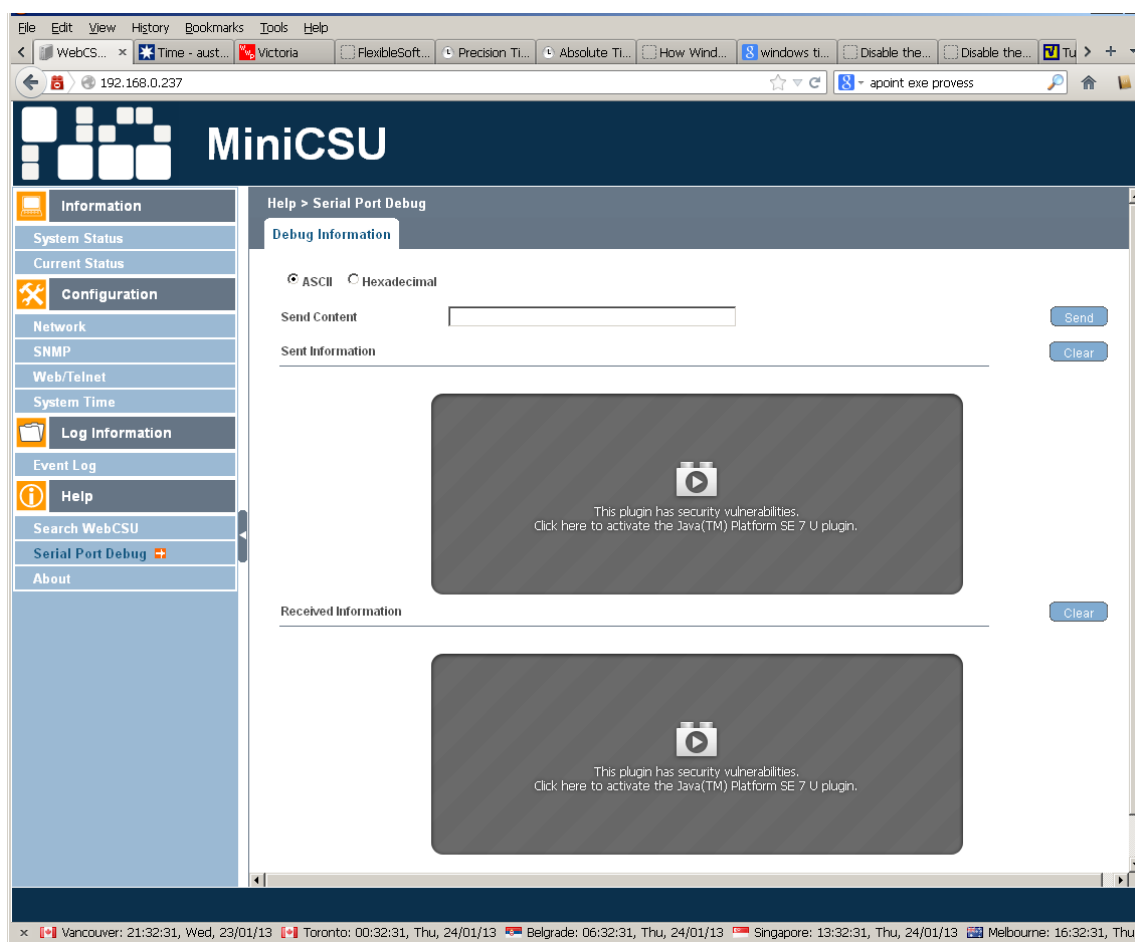 File Edit View History Bookmarks Tools Help
WebCS... × Time - aust... Victoria FlexibleSoft... Precision Ti... Absolute Ti... How Wind... windows ti... Disable the... Disable the... Tu
192.168.0.237 apoint exe provess
MiniCSU
Information
System Status
Current Status
Configuration
Network
SNMP
Web/Telnet
System Time
Log Information
Event Log
Help
Search WebCSU
Serial Port Debug
About
Help > Serial Port Debug
Debug Information
ASCII Hexadecimal
Send Content Send
Sent Information Clear
This plugin has security vulnerabilities.
Click here to activate the Java(TM) Platform SE 7 U plugin.
Received Information Clear
This plugin has security vulnerabilities.
Click here to activate the Java(TM) Platform SE 7 U plugin.
× Vancouver: 21:32:31, Wed, 23/01/13 Toronto: 00:32:31, Thu, 24/01/13 Belgrade: 06:32:31, Thu, 24/01/13 Singapore: 13:32:31, Thu, 24/01/13 Melbourne: 16:32:31, Thu